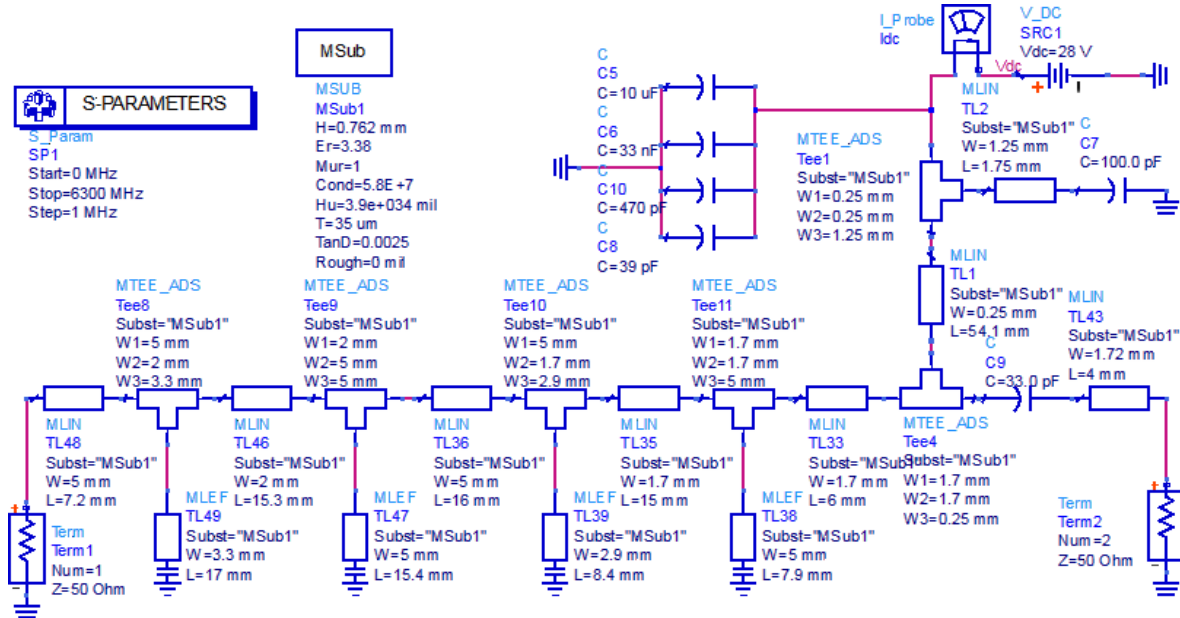 S-PARAMETERS
S_Param
SP1
Start=0 MHz
Stop=6300 MHz
Step=1 MHz
MSub
MSUB
MSub1
H=0.762 mm
Er=3.38
Mur=1
Cond=5.8E+7
Hu=3.9e+034 mil
T=35 um
TanD=0.0025
Rough=0 mil
C
C5
C=10 uF
C
C6
C=33 nF
C
C10
C=470 pF
C
C8
C=39 pF
I_Probe
Idc
Vdc
V_DC
SRC1
Vdc=28 V
+
MLIN
TL2
Subst="MSub1"
W=1.25 mm
L=1.75 mm
C
C7
C=100.0 pF
MTEE_ADS
Tee1
Subst="MSub1"
W1=0.25 mm
W2=0.25 mm
W3=1.25 mm
MLIN
TL1
Subst="MSub1"
W=0.25 mm
L=54.1 mm
MLIN
TL43
Subst="MSub1"
W=1.72 mm
L=4 mm
C
C9
C=33.0 pF
MTEE_ADS
Tee8
Subst="MSub1"
W1=5 mm
W2=2 mm
W3=3.3 mm
MTEE_ADS
Tee9
Subst="MSub1"
W1=2 mm
W2=5 mm
W3=5 mm
MTEE_ADS
Tee10
Subst="MSub1"
W1=5 mm
W2=1.7 mm
W3=2.9 mm
MTEE_ADS
Tee11
Subst="MSub1"
W1=1.7 mm
W2=1.7 mm
W3=5 mm
MLIN
TL48
Subst="MSub1"
W=5 mm
L=7.2 mm
MLIN
TL46
Subst="MSub1"
W=2 mm
L=15.3 mm
MLIN
TL36
Subst="MSub1"
W=5 mm
L=16 mm
MLIN
TL35
Subst="MSub1"
W=1.7 mm
L=15 mm
MLIN
TL33
Subst="MSub1"
W=1.7 mm
L=6 mm
MTEE_ADS
Tee4
Subst="MSub1"
W1=1.7 mm
W2=1.7 mm
W3=0.25 mm
+
Term
Term1
Num=1
Z=50 Ohm
MLEF
TL49
Subst="MSub1"
W=3.3 mm
L=17 mm
MLEF
TL47
Subst="MSub1"
W=5 mm
L=15.4 mm
MLEF
TL39
Subst="MSub1"
W=2.9 mm
L=8.4 mm
MLEF
TL38
Subst="MSub1"
W=5 mm
L=7.9 mm
+
Term
Term2
Num=2
Z=50 Ohm